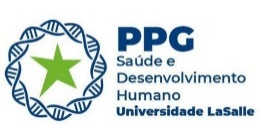 PPG
Saúde e
Desenvolvimento
Humano
Universidade LaSalle